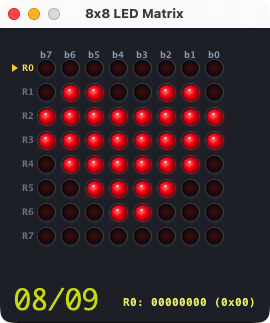 8x8 LED Matrix
b7 b6 b5 b4 b3 b2 b1 b0
R0
R1
R2
R3
R4
R5
R6
R7
08/09 R0: 00000000 (0x00)